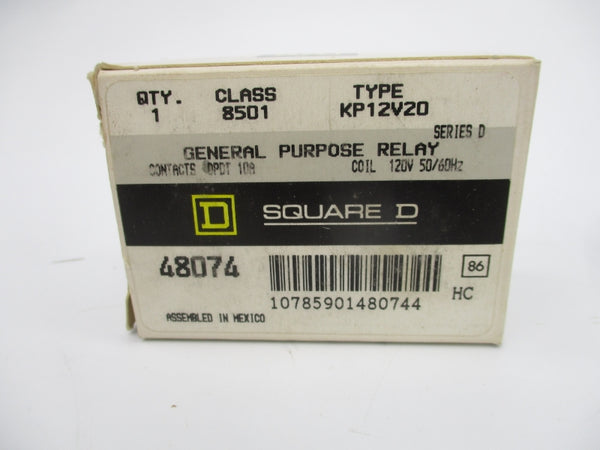 QTY. CLASS TYPE
1 8501 KP12V20
SERIES D
GENERAL PURPOSE RELAY
CONTACTS DPDT 10A COIL 120V 50/60Hz
D SQUARE D
48074 86
10785901480744 HC
ASSEMBLED IN MEXICO